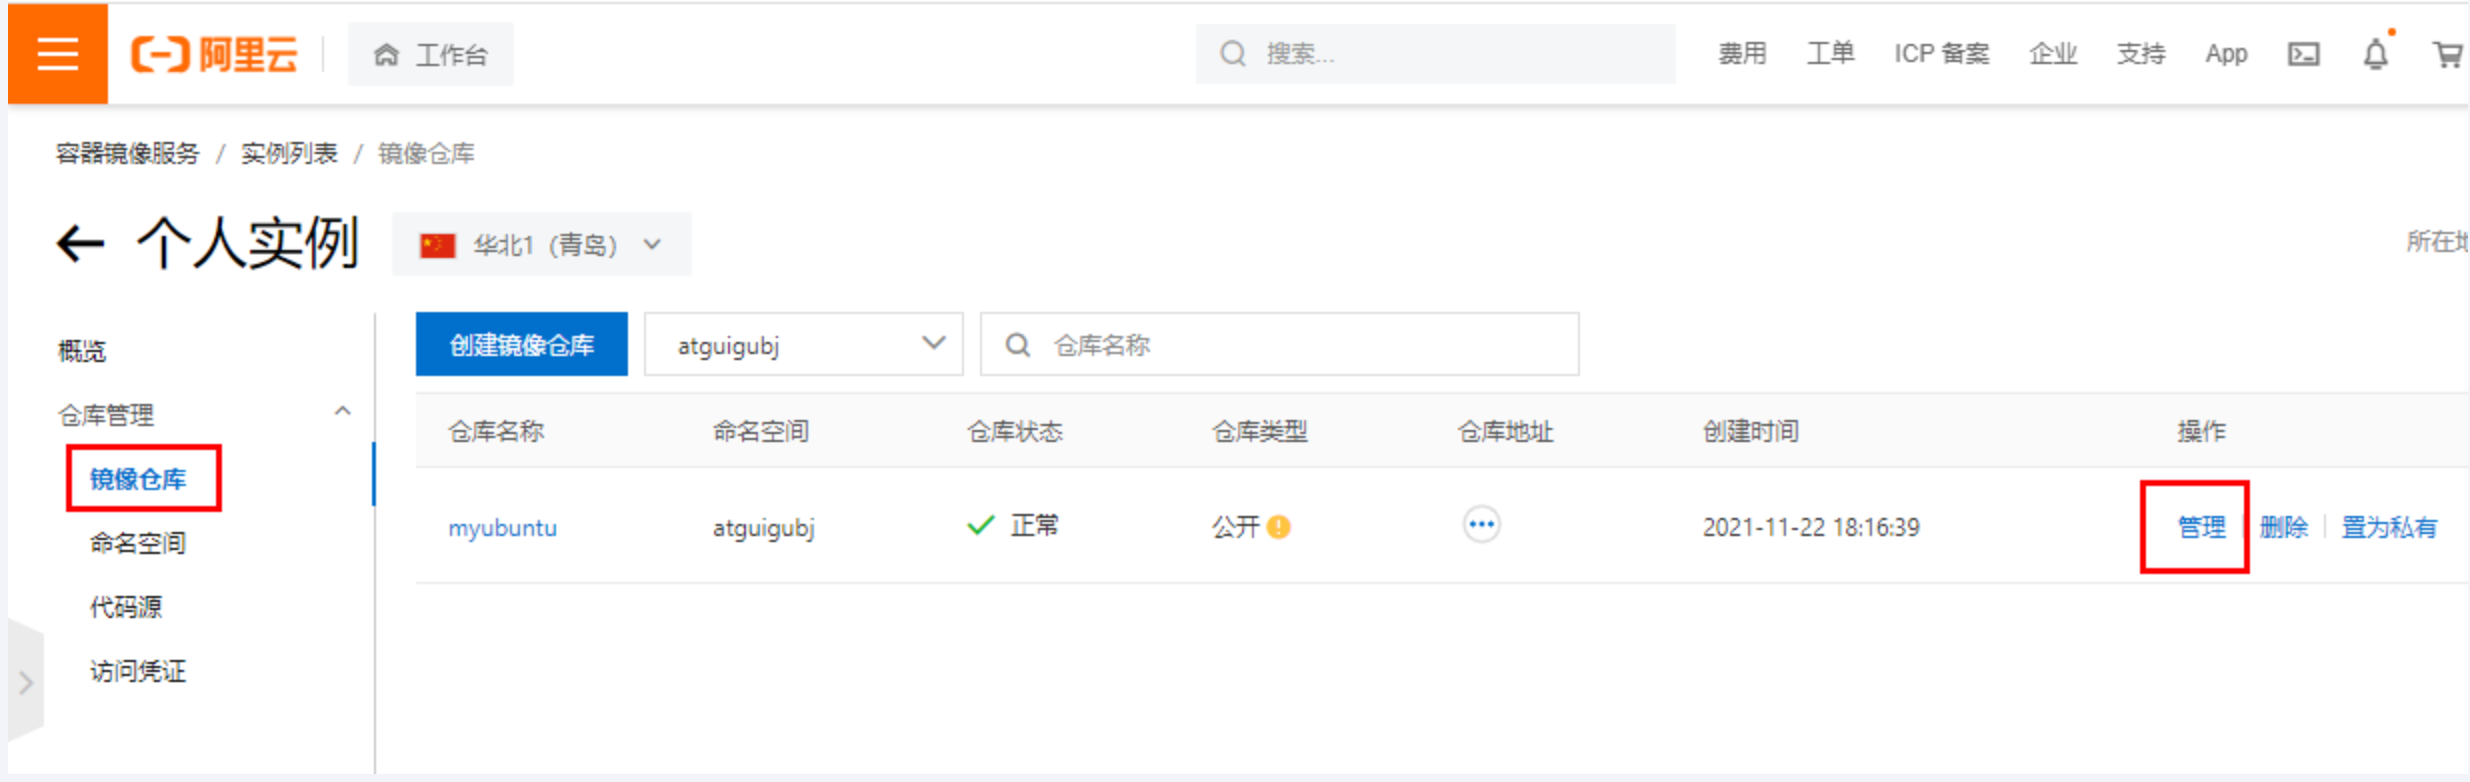 阿里云 工作台 搜索... 费用 工单 ICP 备案 企业 支持 App
容器镜像服务 / 实例列表 / 镜像仓库
个人实例 华北1（青岛） 所在
概览
仓库管理
镜像仓库
命名空间
代码源
访问凭证
创建镜像仓库 atguigubj 仓库名称
仓库名称 命名空间 仓库状态 仓库类型 仓库地址 创建时间 操作
myubuntu atguigubj 正常 公开 2021-11-22 18:16:39 管理 删除 置为私有